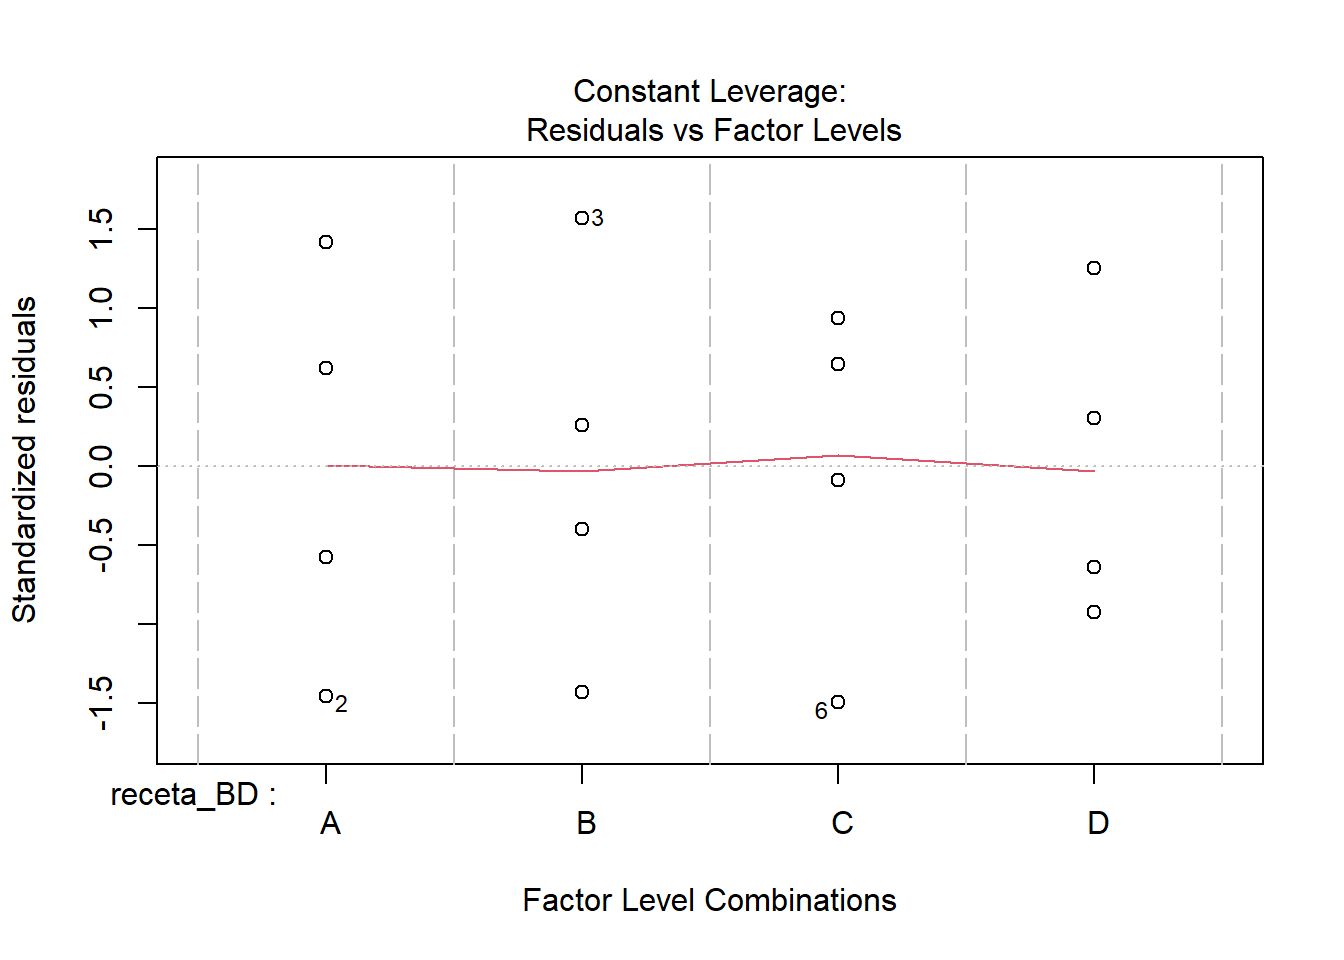 Constant Leverage:
Residuals vs Factor Levels
Standardized residuals
1.5
1.0
0.5
0.0
-0.5
-1.5
3
2
6
receta_BD :
A B C D
Factor Level Combinations